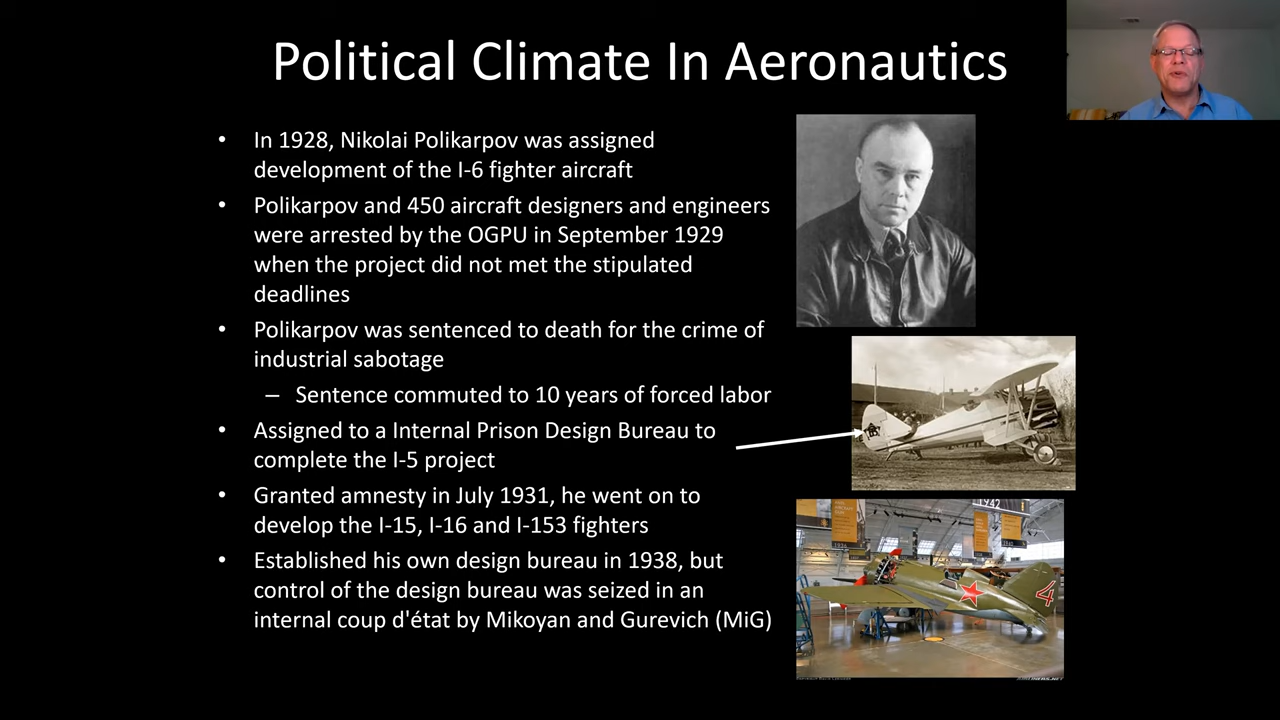 Political Climate In Aeronautics
• In 1928, Nikolai Polikarpov was assigned
development of the I-6 fighter aircraft
• Polikarpov and 450 aircraft designers and engineers
were arrested by the OGPU in September 1929
when the project did not met the stipulated
deadlines
• Polikarpov was sentenced to death for the crime of
industrial sabotage
– Sentence commuted to 10 years of forced labor
• Assigned to a Internal Prison Design Bureau to
complete the I-5 project
• Granted amnesty in July 1931, he went on to
develop the I-15, I-16 and I-153 fighters
• Established his own design bureau in 1938, but
control of the design bureau was seized in an
internal coup d'état by Mikoyan and Gurevich (MiG)
1942
4